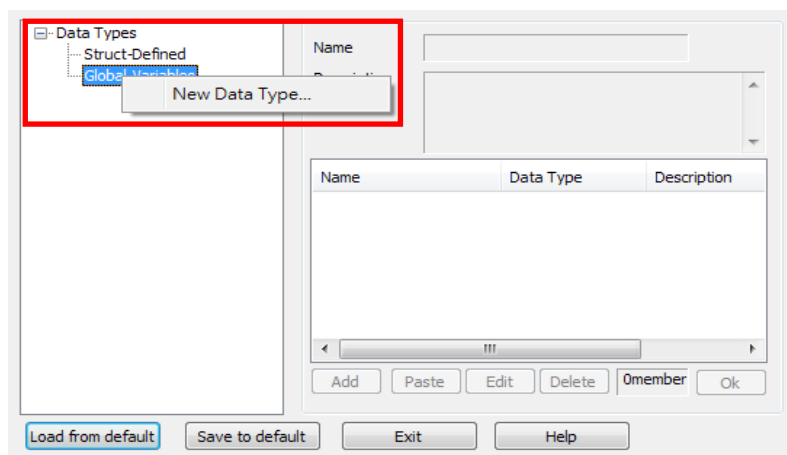 Data Types
Struct-Defined
Global Variables
New Data Type...
Name
Name Data Type Description
Add Paste Edit Delete 0member Ok
Load from default Save to default Exit Help